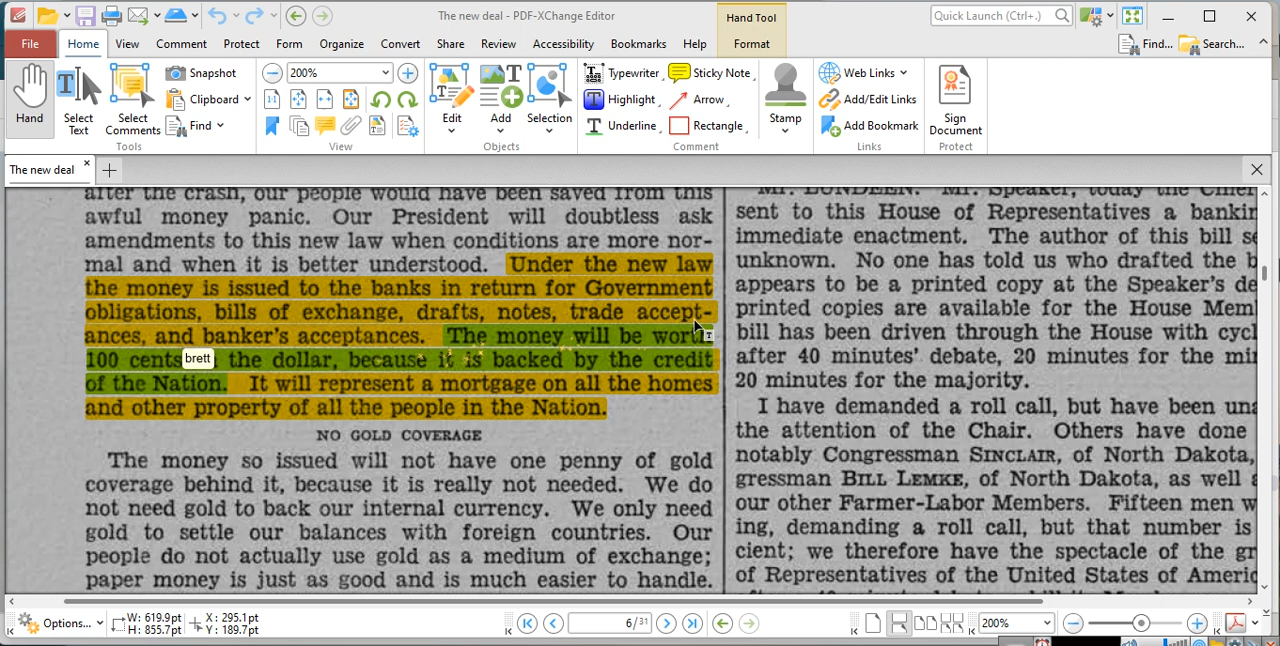 The new deal - PDF-XChange Editor
Hand Tool
Quick Launch (Ctrl+.)
File Home View Comment Protect Form Organize Convert Share Review Accessibility Bookmarks Help Format Find... Search...
Hand
Select Text
Select Comments
Snapshot
Clipboard
Find
Tools
200%
View
Edit
Add
Selection
Objects
Typewriter
Highlight
Underline
Sticky Note
Arrow
Rectangle
Stamp
Comment
Web Links
Add/Edit Links
Add Bookmark
Links
Sign Document
Protect
The new deal
after the crash, our people would have been saved from this
awful money panic. Our President will doubtless ask
amendments to this new law when conditions are more nor-
mal and when it is better understood. Under the new law
the money is issued to the banks in return for Government
obligations, bills of exchange, drafts, notes, trade accept-
ances, and banker's acceptances. The money will be worth
100 cents the dollar, because it is backed by the credit
brett
of the Nation. It will represent a mortgage on all the homes
and other property of all the people in the Nation.
NO GOLD COVERAGE
The money so issued will not have one penny of gold
coverage behind it, because it is really not needed. We do
not need gold to back our internal currency. We only need
gold to settle our balances with foreign countries. Our
people do not actually use gold as a medium of exchange;
paper money is just as good and is much easier to handle.
Mr. LUNDEEN. Mr. Speaker, today the Chief
sent to this House of Representatives a bankin
immediate enactment. The author of this bill se
unknown. No one has told us who drafted the b
appears to be a printed copy at the Speaker's de
printed copies are available for the House Mem
bill has been driven through the House with cycl
after 40 minutes' debate, 20 minutes for the mi
20 minutes for the majority.
I have demanded a roll call, but have been una
the attention of the Chair. Others have done
notably Congressman SINCLAIR, of North Dakota,
gressman BILL LEMKE, of North Dakota, as well a
our other Farmer-Labor Members. Fifteen men w
ing, demanding a roll call, but that number is
cient; we therefore have the spectacle of the gr
of Representatives of the United States of Americ
Options...
W: 619.9pt
H: 855.7pt
X: 295.1pt
Y: 189.7pt
6/31
200%